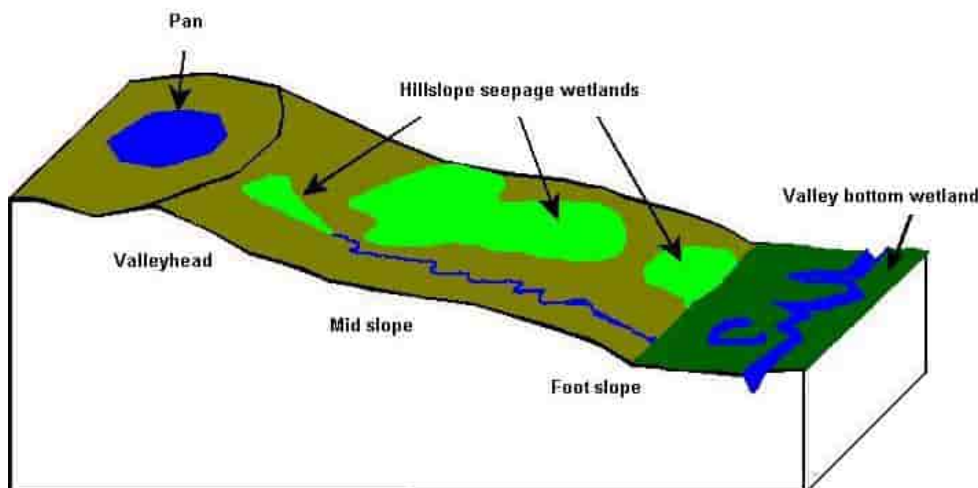 Pan
Hillslope seepage wetlands
Valley bottom wetland
Valleyhead
Mid slope
Foot slope